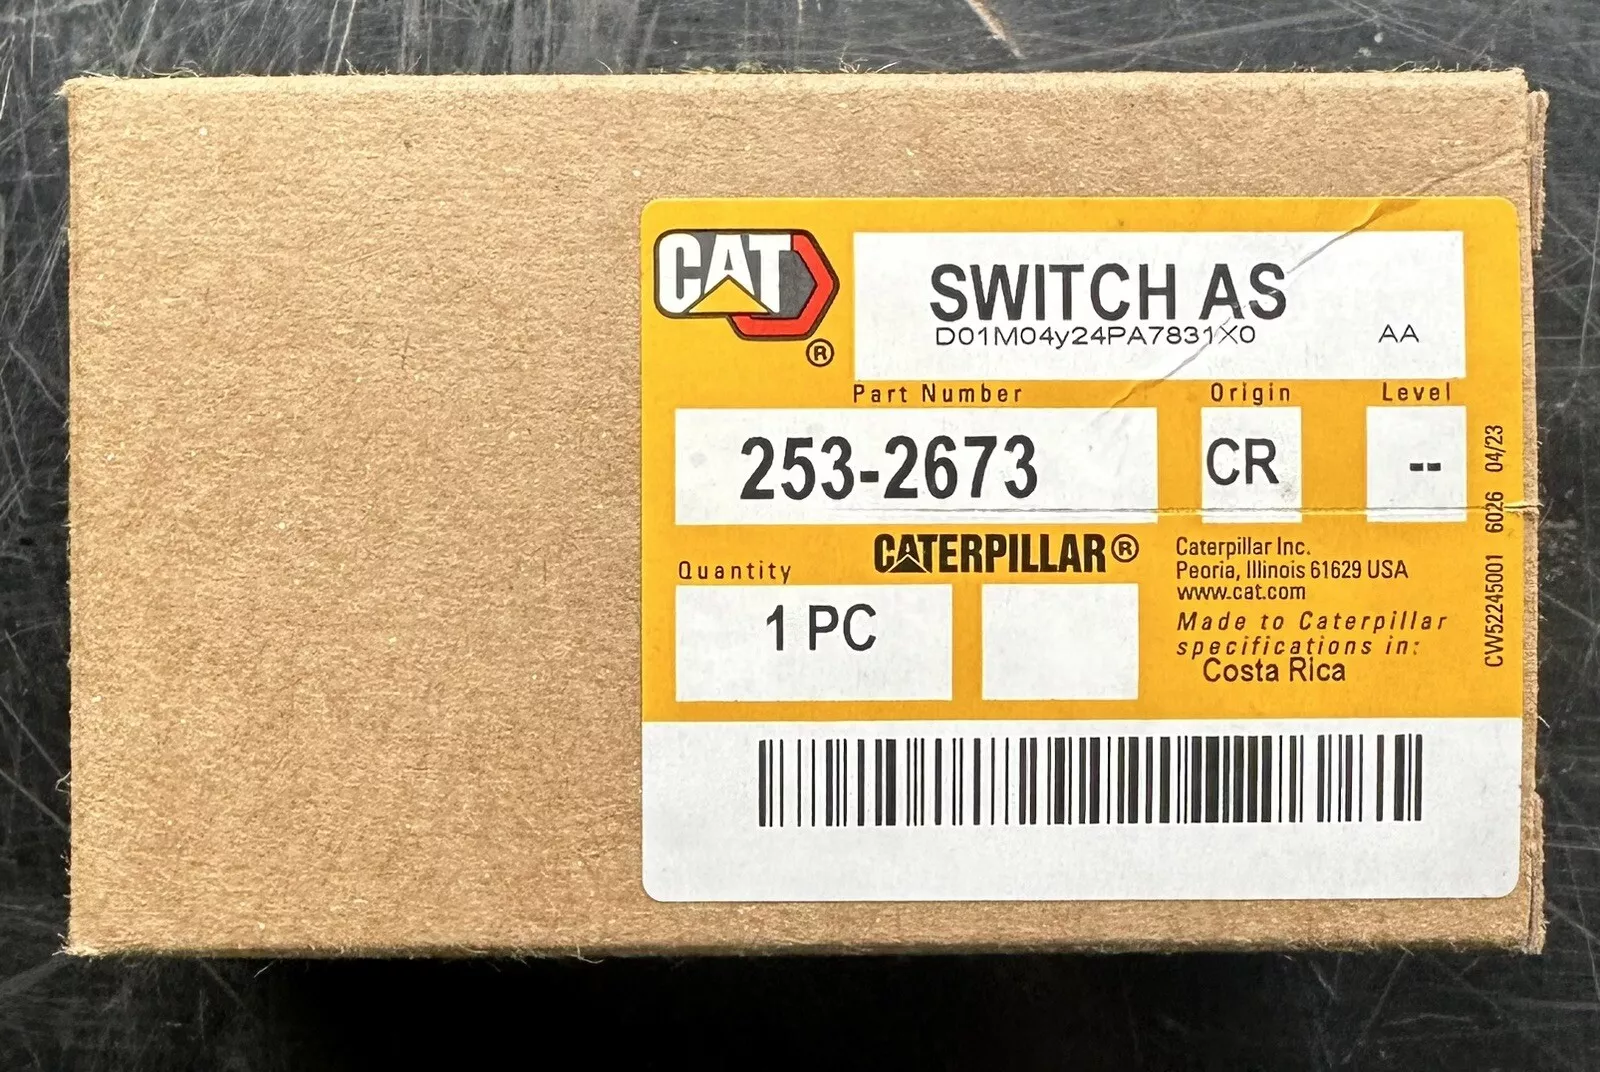 CAT
®
SWITCH AS
D01M04y24PA7831X0 AA
Part Number Origin Level
253-2673 CR --
CATERPILLAR®
Quantity
1 PC
Caterpillar Inc.
Peoria, Illinois 61629 USA
www.cat.com
Made to Caterpillar
specifications in:
Costa Rica
CW52245001 6026 04/23